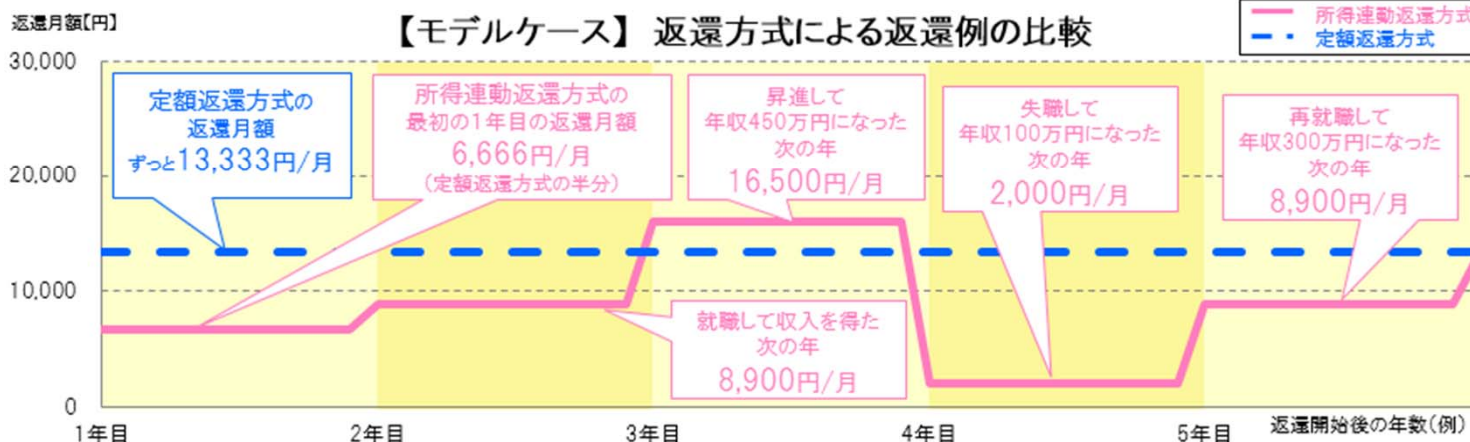 返還月額【円】
【モデルケース】 返還方式による返還例の比較
所得連動返還方式
定額返還方式
30,000
20,000
10,000
0
定額返還方式の
返還月額
ずっと13,333円/月
所得連動返還方式の
最初の1年目の返還月額
6,666円/月
(定額返還方式の半分)
就職して収入を得た
次の年
8,900円/月
昇進して
年収450万円になった
次の年
16,500円/月
失職して
年収100万円になった
次の年
2,000円/月
再就職して
年収300万円になった
次の年
8,900円/月
1年目
2年目
3年目
4年目
5年目
返還開始後の年数(例)